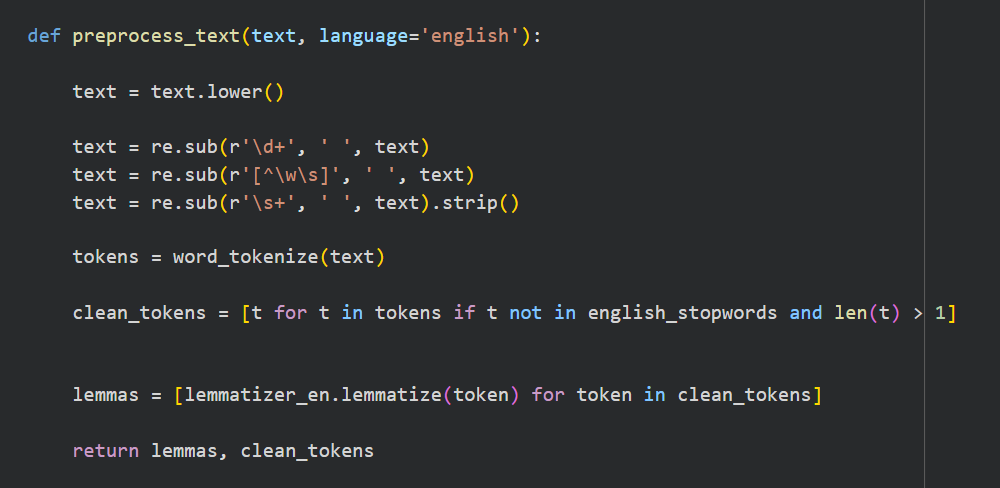 def preprocess_text(text, language='english'):
text = text.lower()
text = re.sub(r'\d+', ' ', text)
text = re.sub(r'[^\w\s]', ' ', text)
text = re.sub(r'\s+', ' ', text).strip()
tokens = word_tokenize(text)
clean_tokens = [t for t in tokens if t not in english_stopwords and len(t) > 1]
lemmas = [lemmatizer_en.lemmatize(token) for token in clean_tokens]
return lemmas, clean_tokens